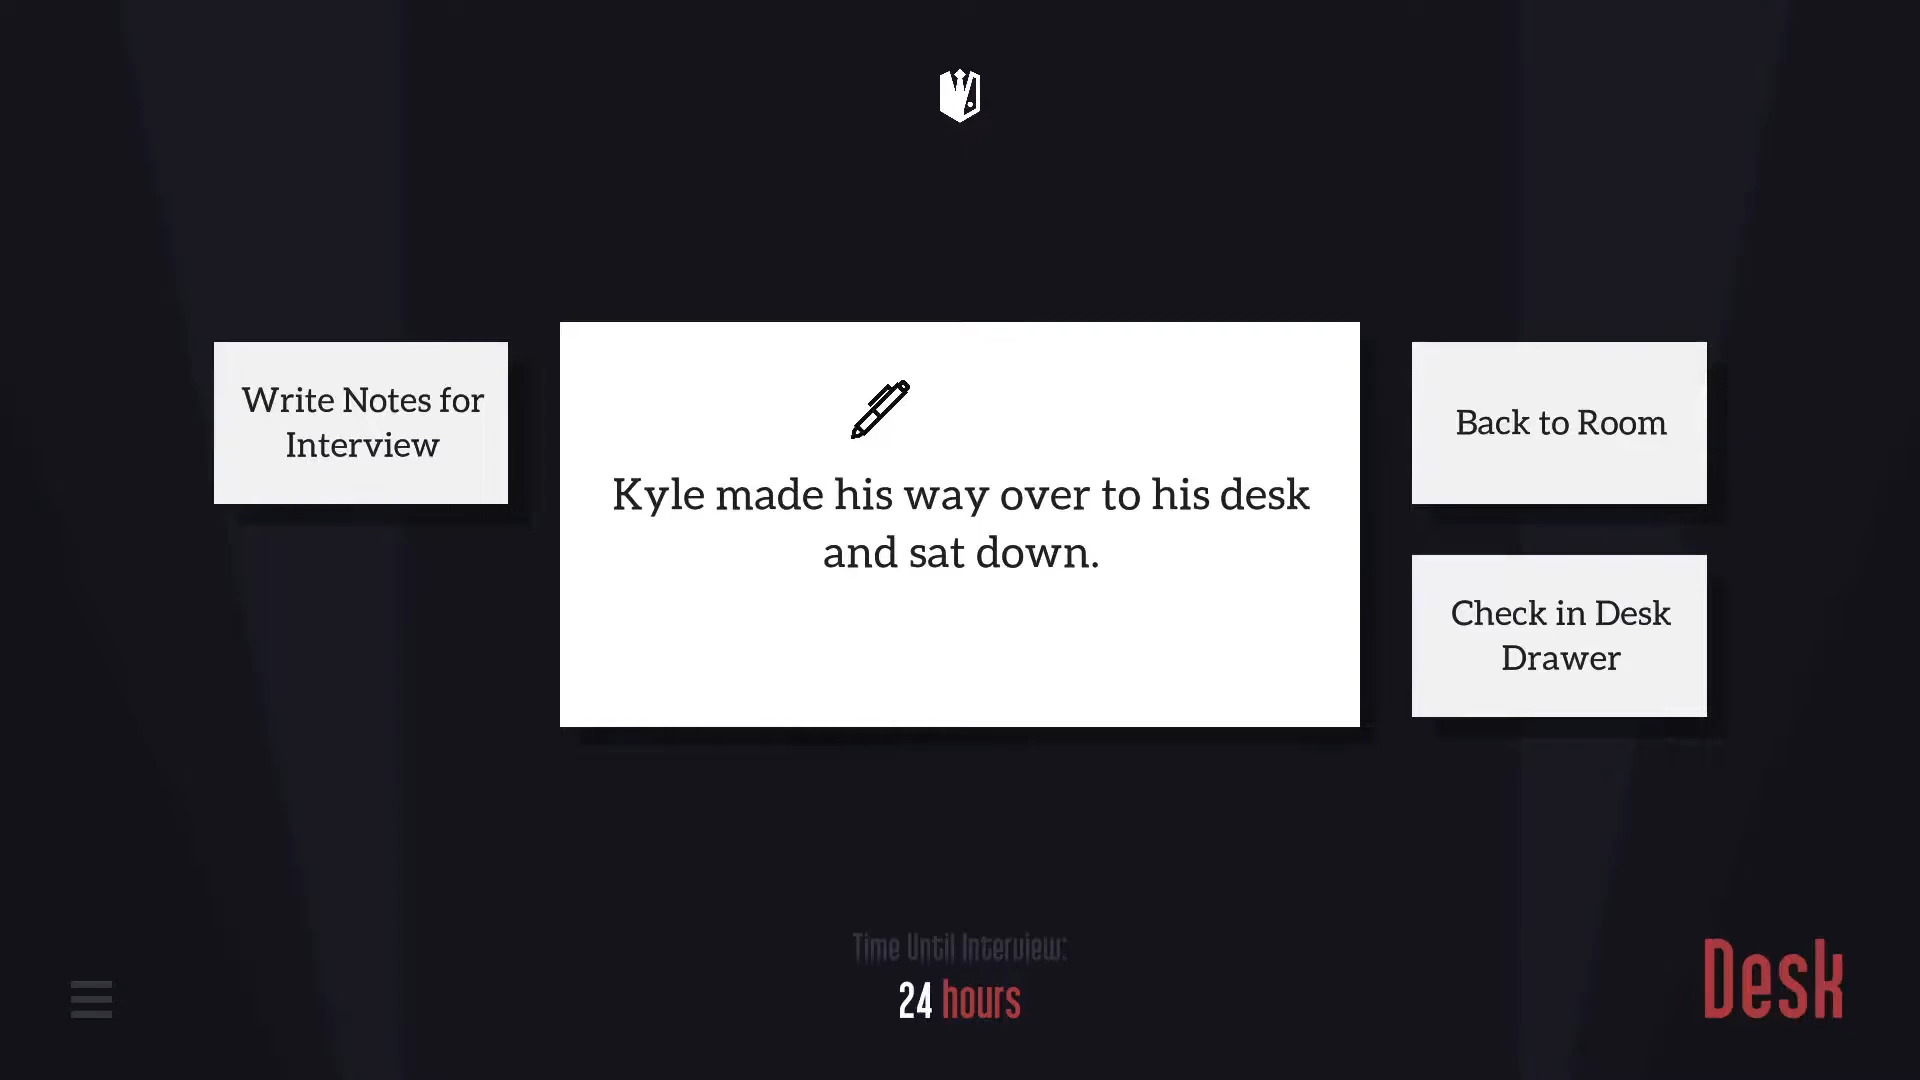 Write Notes for
Interview
Kyle made his way over to his desk
and sat down.
Back to Room
Check in Desk
Drawer
Time Until Interview:
24 hours
Desk